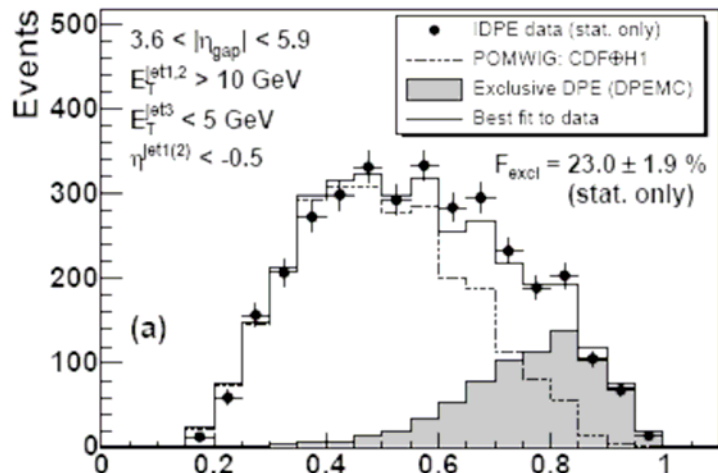 500
400
300
200
100
0
Events
3.6 < |η_gap| < 5.9
E_T^jet1,2 > 10 GeV
E_T^jet3 < 5 GeV
η^jet1(2) < -0.5
IDPE data (stat. only)
POMWIG: CDF⊕H1
Exclusive DPE (DPEMC)
Best fit to data
F_excl = 23.0 ± 1.9 %
(stat. only)
(a)
0 0.2 0.4 0.6 0.8 1